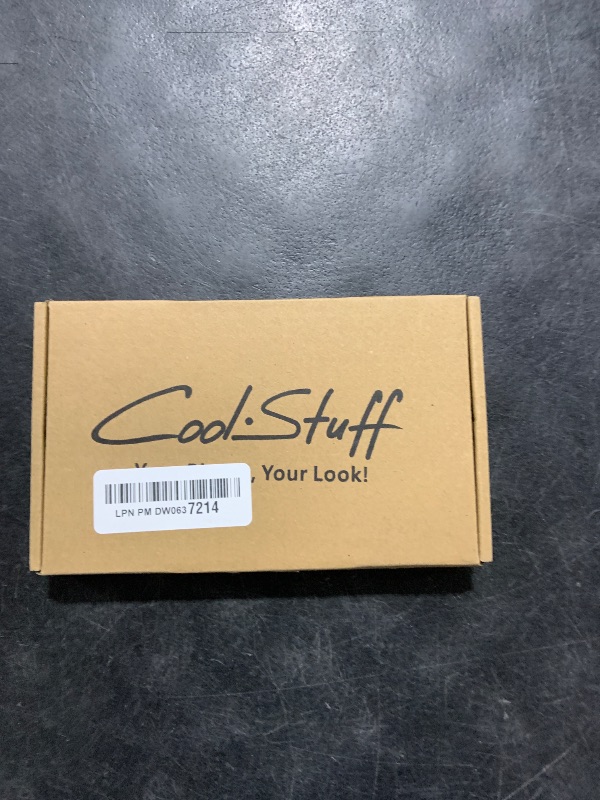 Cool·Stuff
, Your Look!
LPN PM DW0637214